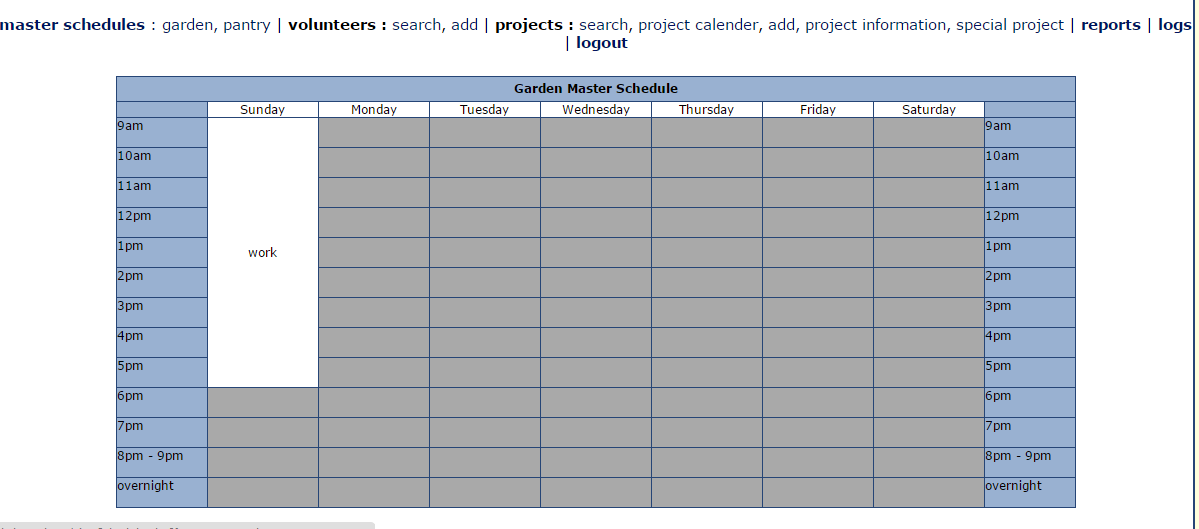 master schedules : garden, pantry | volunteers : search, add | projects : search, project calender, add, project information, special project | reports | logs
| logout
Garden Master Schedule
Sunday Monday Tuesday Wednesday Thursday Friday Saturday
9am 9am
10am 10am
11am 11am
12pm 12pm
1pm work 1pm
2pm 2pm
3pm 3pm
4pm 4pm
5pm 5pm
6pm 6pm
7pm 7pm
8pm - 9pm 8pm - 9pm
overnight overnight